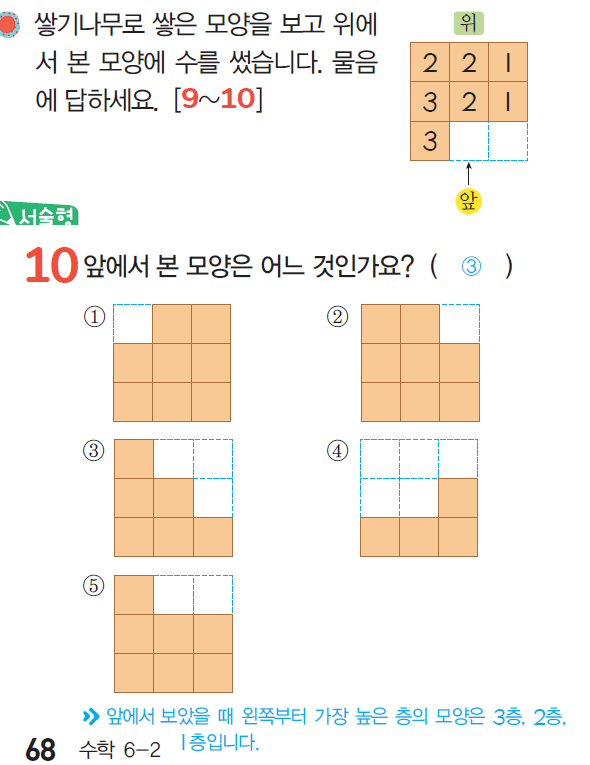 쌓기나무로 쌓은 모양을 보고 위에
서 본 모양에 수를 썼습니다. 물음
에 답하세요. [9~10]
위
2 2 1
3 2 1
3
앞
서술형
10 앞에서 본 모양은 어느 것인가요? ( ③ )
① ②
③ ④
⑤
» 앞에서 보았을 때 왼쪽부터 가장 높은 층의 모양은 3층, 2층,
1층입니다.
68 수학 6-2